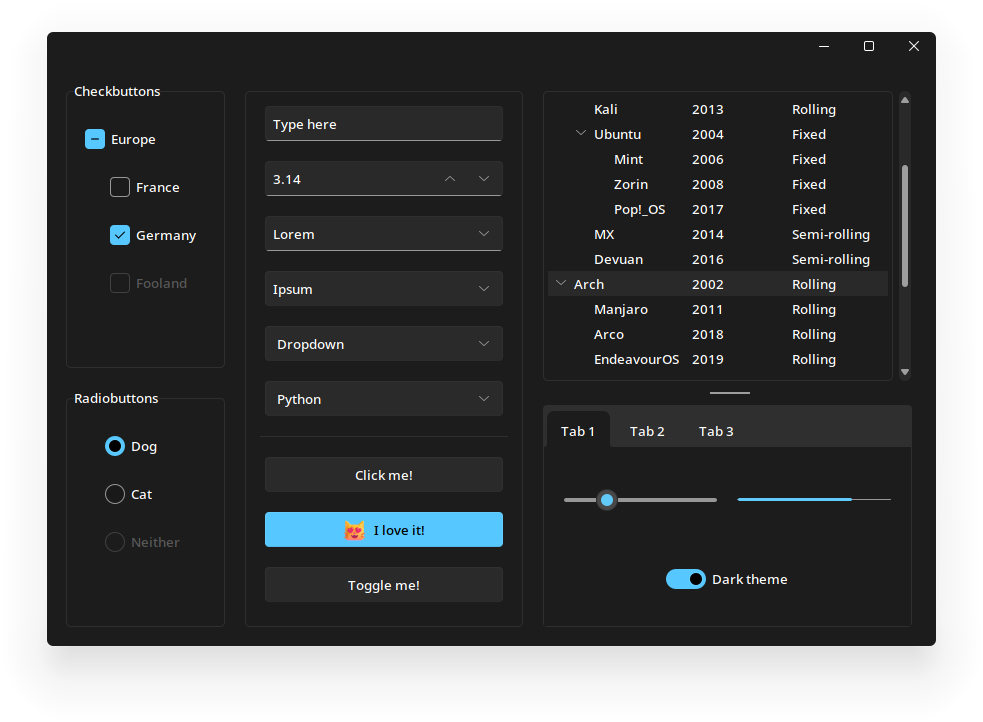 Checkbuttons
Europe
France
Germany
Fooland
Radiobuttons
Dog
Cat
Neither
Type here
3.14
Lorem
Ipsum
Dropdown
Python
Click me!
I love it!
Toggle me!
Kali 2013 Rolling
Ubuntu 2004 Fixed
Mint 2006 Fixed
Zorin 2008 Fixed
Pop!_OS 2017 Fixed
MX 2014 Semi-rolling
Devuan 2016 Semi-rolling
Arch 2002 Rolling
Manjaro 2011 Rolling
Arco 2018 Rolling
EndeavourOS 2019 Rolling
Tab 1 Tab 2 Tab 3
Dark theme